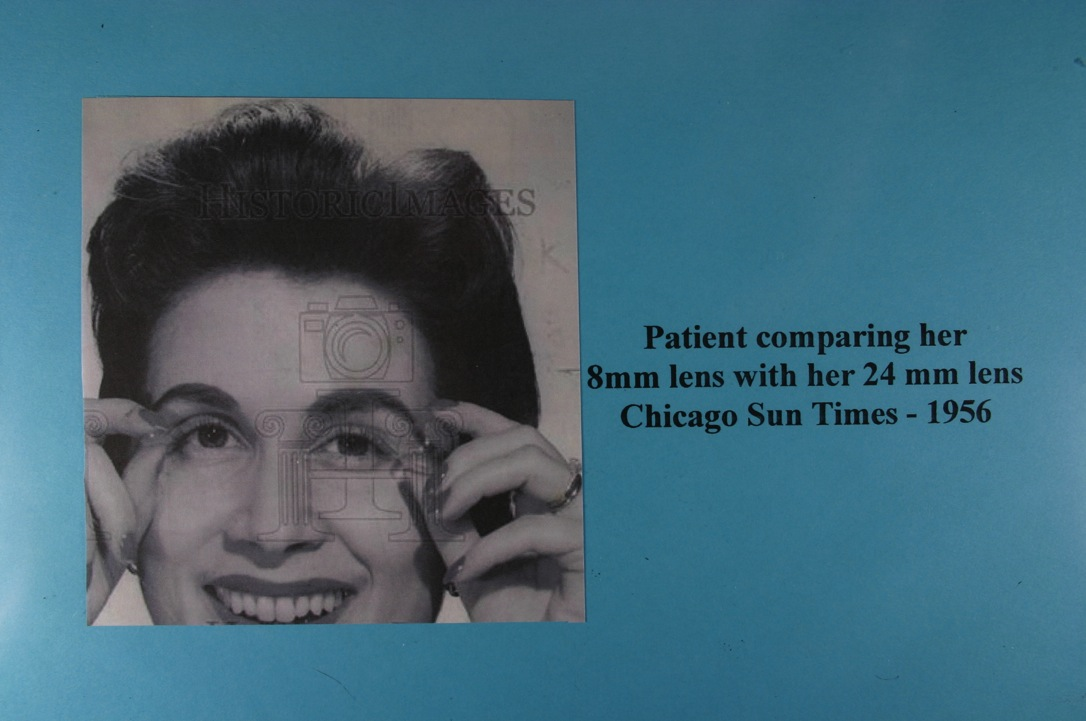 HISTORICIMAGES
Patient comparing her
8mm lens with her 24 mm lens
Chicago Sun Times - 1956